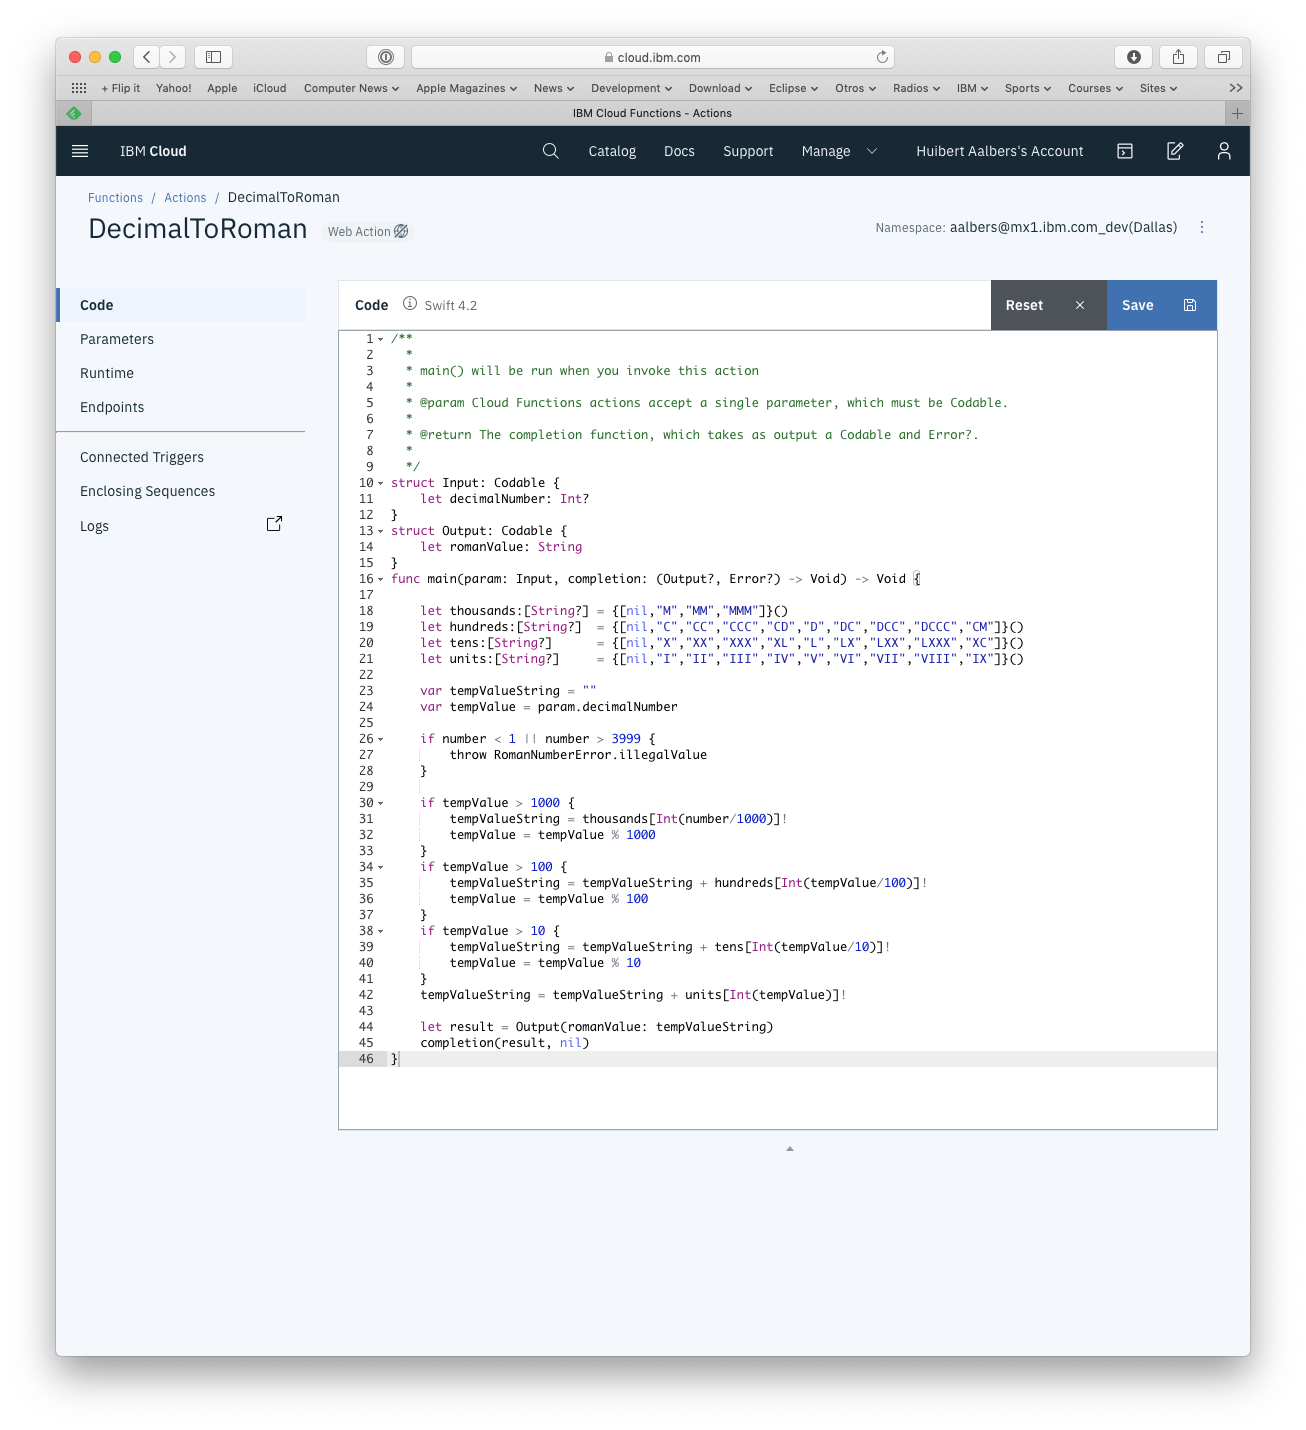 cloud.ibm.com
+ Flip it Yahoo! Apple iCloud Computer News Apple Magazines News Development Download Eclipse Otros Radios IBM Sports Courses Sites >>
IBM Cloud Functions - Actions
IBM Cloud Catalog Docs Support Manage Huibert Aalbers's Account
Functions / Actions / DecimalToRoman
DecimalToRoman Web Action
Namespace: aalbers@mx1.ibm.com_dev(Dallas)
Code
Parameters
Runtime
Endpoints
Connected Triggers
Enclosing Sequences
Logs
Code Swift 4.2 Reset × Save
1 /**
2   *
3   * main() will be run when you invoke this action
4   *
5   * @param Cloud Functions actions accept a single parameter, which must be Codable.
6   *
7   * @return The completion function, which takes as output a Codable and Error?.
8   *
9   */
10 struct Input: Codable {
11     let decimalNumber: Int?
12 }
13 struct Output: Codable {
14     let romanValue: String
15 }
16 func main(param: Input, completion: (Output?, Error?) -> Void) -> Void {
17
18     let thousands:[String?] = {[nil,"M","MM","MMM"]}()
19     let hundreds:[String?]  = {[nil,"C","CC","CCC","CD","D","DC","DCC","DCCC","CM"]}()
20     let tens:[String?]      = {[nil,"X","XX","XXX","XL","L","LX","LXX","LXXX","XC"]}()
21     let units:[String?]     = {[nil,"I","II","III","IV","V","VI","VII","VIII","IX"]}()
22
23     var tempValueString = ""
24     var tempValue = param.decimalNumber
25
26     if number < 1 || number > 3999 {
27         throw RomanNumberError.illegalValue
28     }
29
30     if tempValue > 1000 {
31         tempValueString = thousands[Int(number/1000)]!
32         tempValue = tempValue % 1000
33     }
34     if tempValue > 100 {
35         tempValueString = tempValueString + hundreds[Int(tempValue/100)]!
36         tempValue = tempValue % 100
37     }
38     if tempValue > 10 {
39         tempValueString = tempValueString + tens[Int(tempValue/10)]!
40         tempValue = tempValue % 10
41     }
42     tempValueString = tempValueString + units[Int(tempValue)]!
43
44     let result = Output(romanValue: tempValueString)
45     completion(result, nil)
46 }